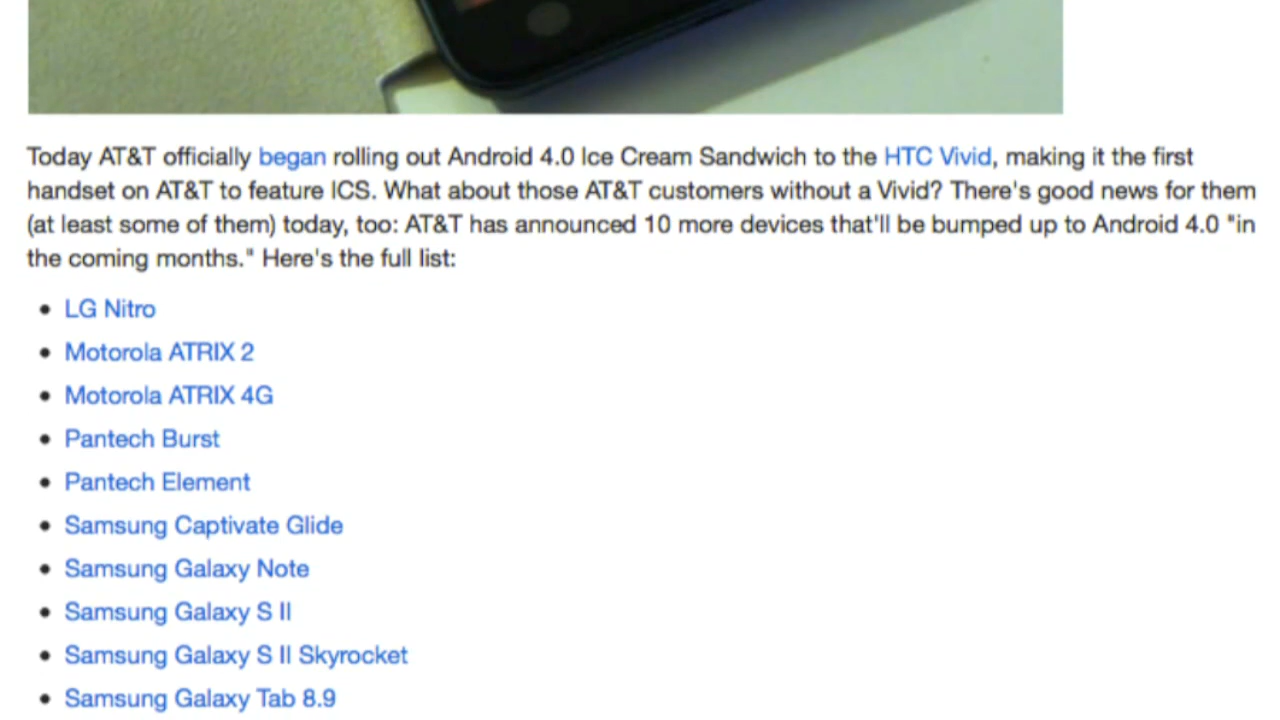 Today AT&T officially began rolling out Android 4.0 Ice Cream Sandwich to the HTC Vivid, making it the first
handset on AT&T to feature ICS. What about those AT&T customers without a Vivid? There's good news for them
(at least some of them) today, too: AT&T has announced 10 more devices that'll be bumped up to Android 4.0 "in
the coming months." Here's the full list:
• LG Nitro
• Motorola ATRIX 2
• Motorola ATRIX 4G
• Pantech Burst
• Pantech Element
• Samsung Captivate Glide
• Samsung Galaxy Note
• Samsung Galaxy S II
• Samsung Galaxy S II Skyrocket
• Samsung Galaxy Tab 8.9